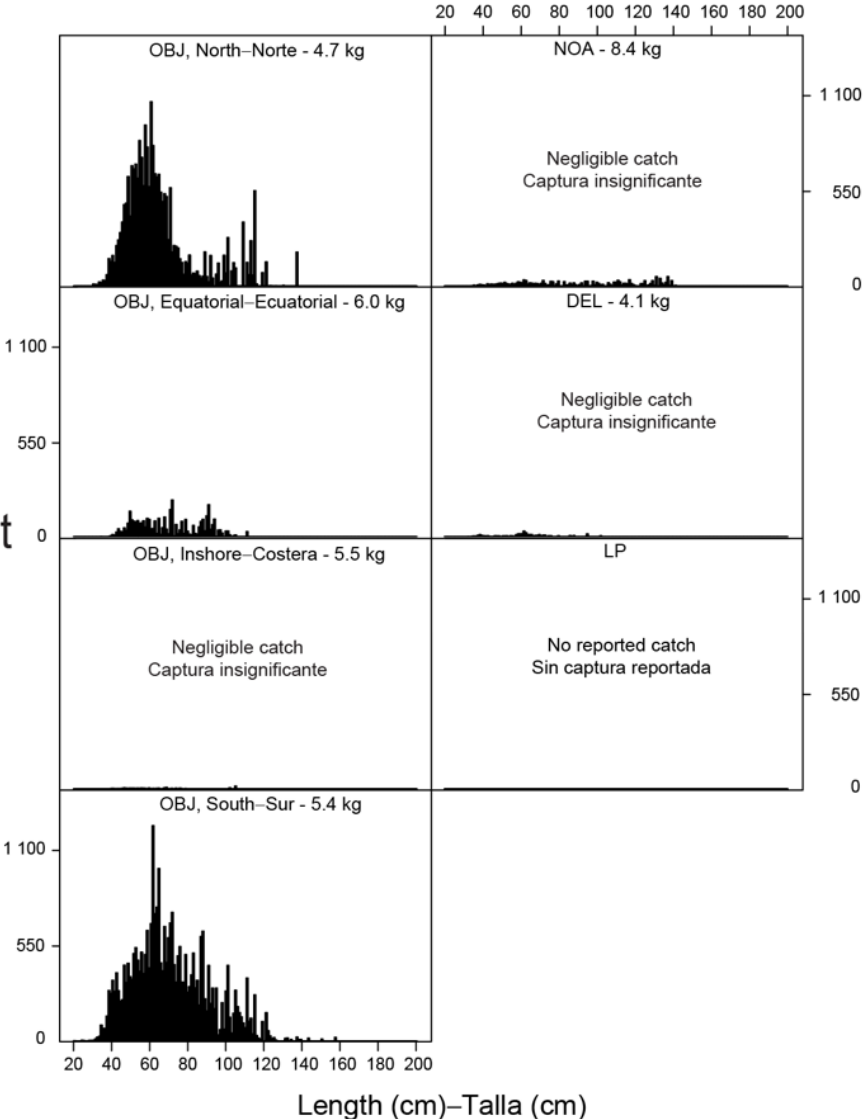 20 40 60 80 100 120 140 160 180 200
OBJ, North–Norte - 4.7 kg
NOA - 8.4 kg
1 100
Negligible catch
Captura insignificante
550
0
OBJ, Equatorial–Ecuatorial - 6.0 kg
DEL - 4.1 kg
1 100
Negligible catch
Captura insignificante
550
t
0
OBJ, Inshore–Costera - 5.5 kg
LP
1 100
Negligible catch
Captura insignificante
No reported catch
Sin captura reportada
550
0
OBJ, South–Sur - 5.4 kg
1 100
550
0
20 40 60 80 100 120 140 160 180 200
Length (cm)–Talla (cm)